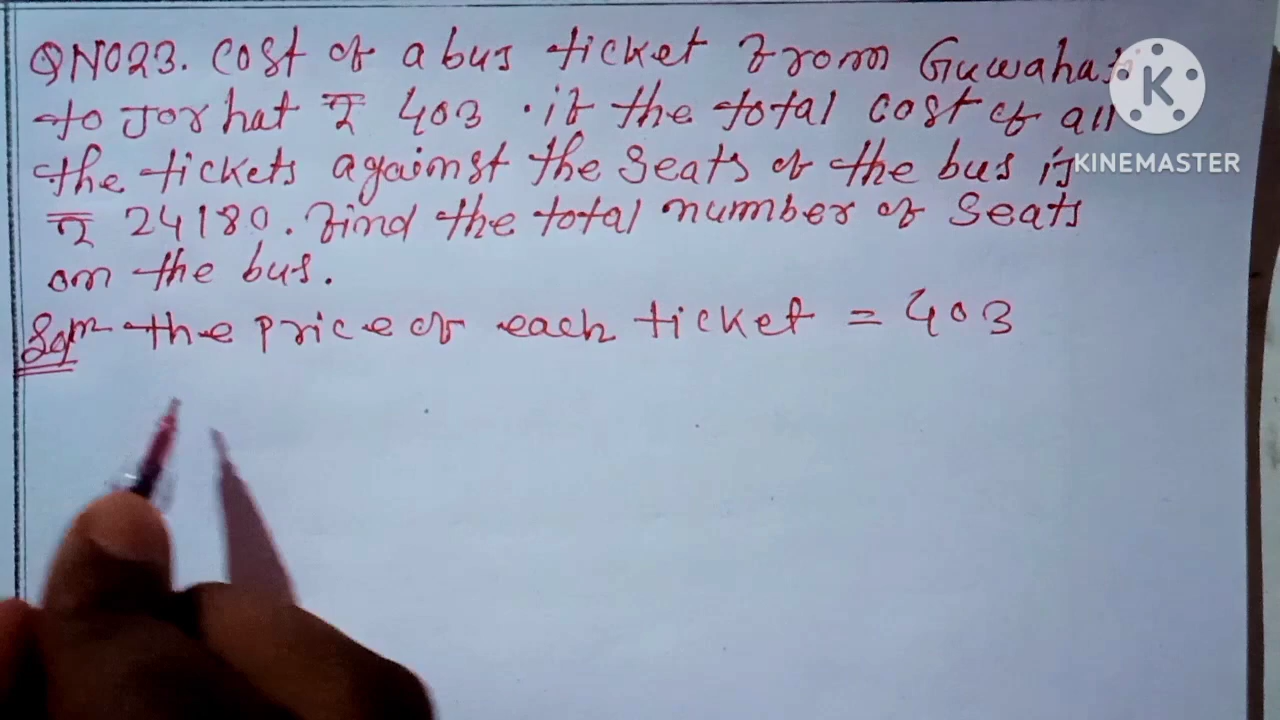 QNO23. Cost of a bus ticket from Guwahati
to Jorhat ₹ 403. if the total cost of all
the tickets against the seats of the bus is
₹ 24180. Find the total number of seats
on the bus.
Solⁿ the price of each ticket = 403
K
KINEMASTER